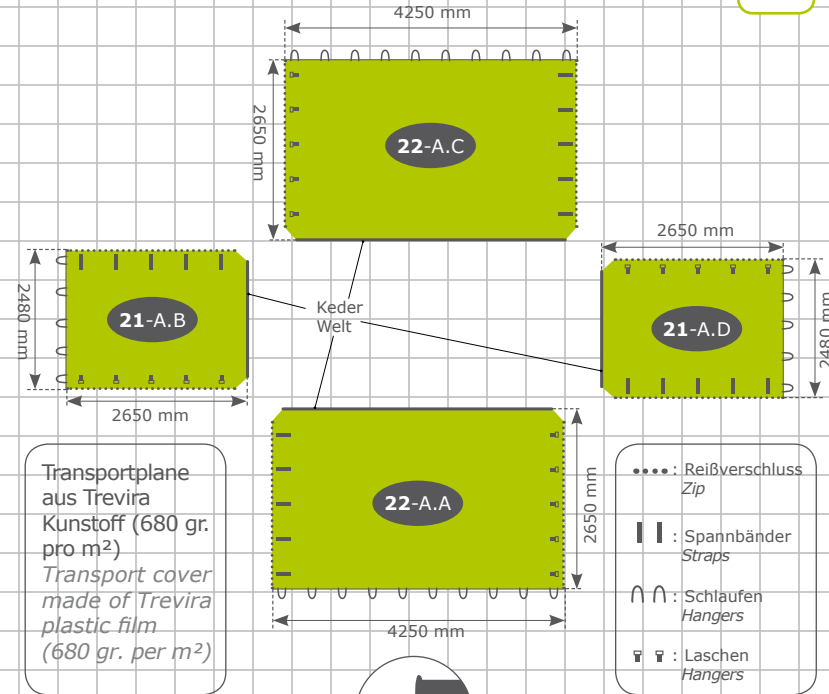 4250 mm
2650 mm
22-A.C
2650 mm
2480 mm
21-A.B
Keder
Welt
21-A.D
2480 mm
2650 mm
22-A.A
2650 mm
4250 mm
Transportplane
aus Trevira
Kunstoff (680 gr.
pro m²)
Transport cover
made of Trevira
plastic film
(680 gr. per m²)
: Reißverschluss
Zip
: Spannbänder
Straps
: Schlaufen
Hangers
: Laschen
Hangers